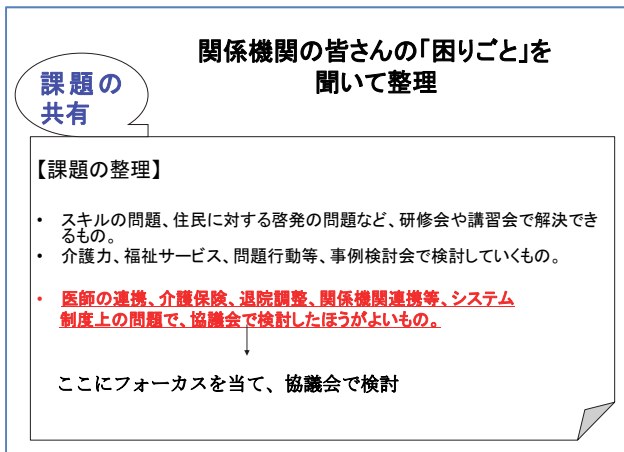 関係機関の皆さんの「困りごと」を
聞いて整理
課題の
共有
【課題の整理】
• スキルの問題、住民に対する啓発の問題など、研修会や講習会で解決でき
るもの。
• 介護力、福祉サービス、問題行動等、事例検討会で検討していくもの。
• 医師の連携、介護保険、退院調整、関係機関連携等、システム
制度上の問題で、協議会で検討したほうがよいもの。
ここにフォーカスを当て、協議会で検討